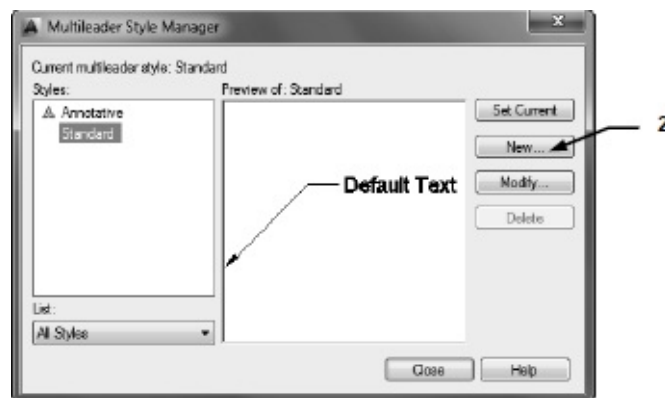 Multileader Style Manager
Current multileader style: Standard
Styles:
Preview of: Standard
Annotative
Standard
Default Text
Set Current
New...
2
Modify...
Delete
List:
All Styles
Close
Help